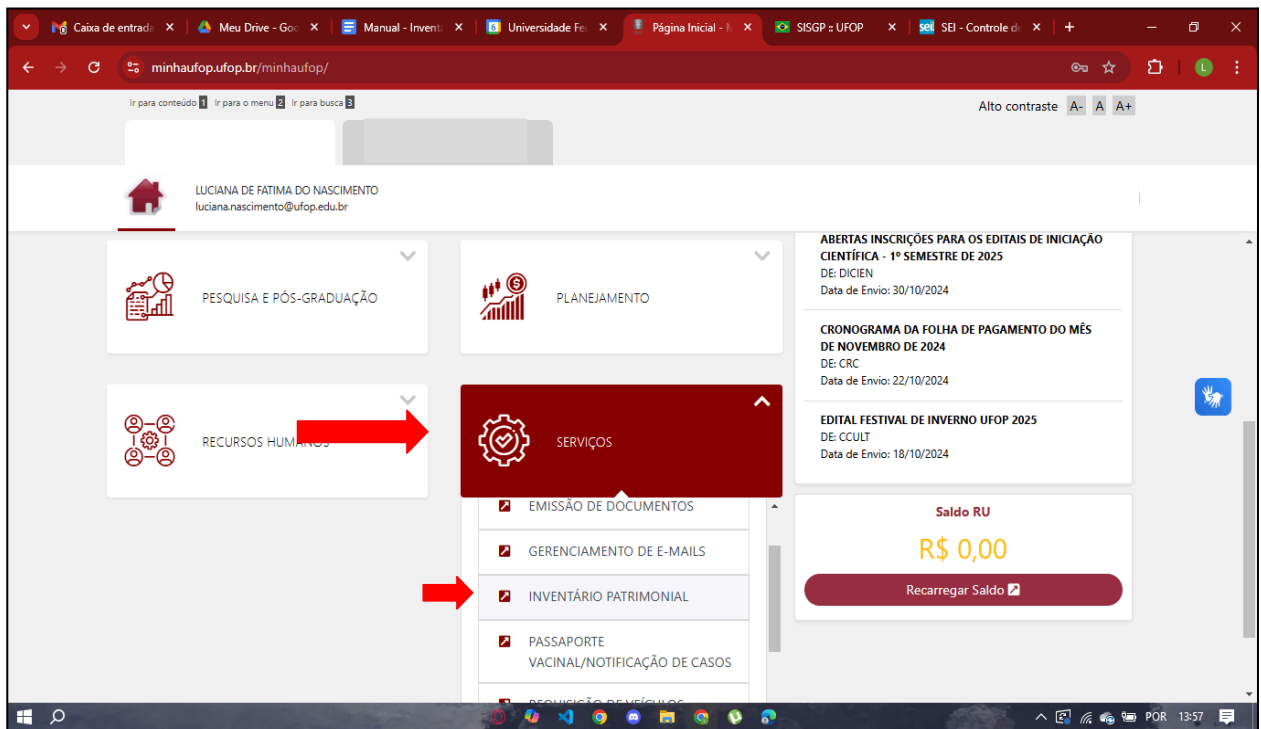 Caixa de entrada
Meu Drive - Goo
Manual - Inventá
Universidade Fe
Página Inicial - M
SISGP :: UFOP
SEI - Controle de
minhaufop.ufop.br/minhaufop/
L
Ir para conteúdo 1 Ir para o menu 2 Ir para busca 3
Alto contraste A- A A+
LUCIANA DE FATIMA DO NASCIMENTO
luciana.nascimento@ufop.edu.br
PESQUISA E PÓS-GRADUAÇÃO
PLANEJAMENTO
RECURSOS HUMANOS
SERVIÇOS
EMISSÃO DE DOCUMENTOS
GERENCIAMENTO DE E-MAILS
INVENTÁRIO PATRIMONIAL
PASSAPORTE
VACINAL/NOTIFICAÇÃO DE CASOS
REQUISIÇÃO DE VEÍCULOS
ABERTAS INSCRIÇÕES PARA OS EDITAIS DE INICIAÇÃO
CIENTÍFICA - 1º SEMESTRE DE 2025
DE: DICIEN
Data de Envio: 30/10/2024
CRONOGRAMA DA FOLHA DE PAGAMENTO DO MÊS
DE NOVEMBRO DE 2024
DE: CRC
Data de Envio: 22/10/2024
EDITAL FESTIVAL DE INVERNO UFOP 2025
DE: CCULT
Data de Envio: 18/10/2024
Saldo RU
R$ 0,00
Recarregar Saldo
POR 13:57